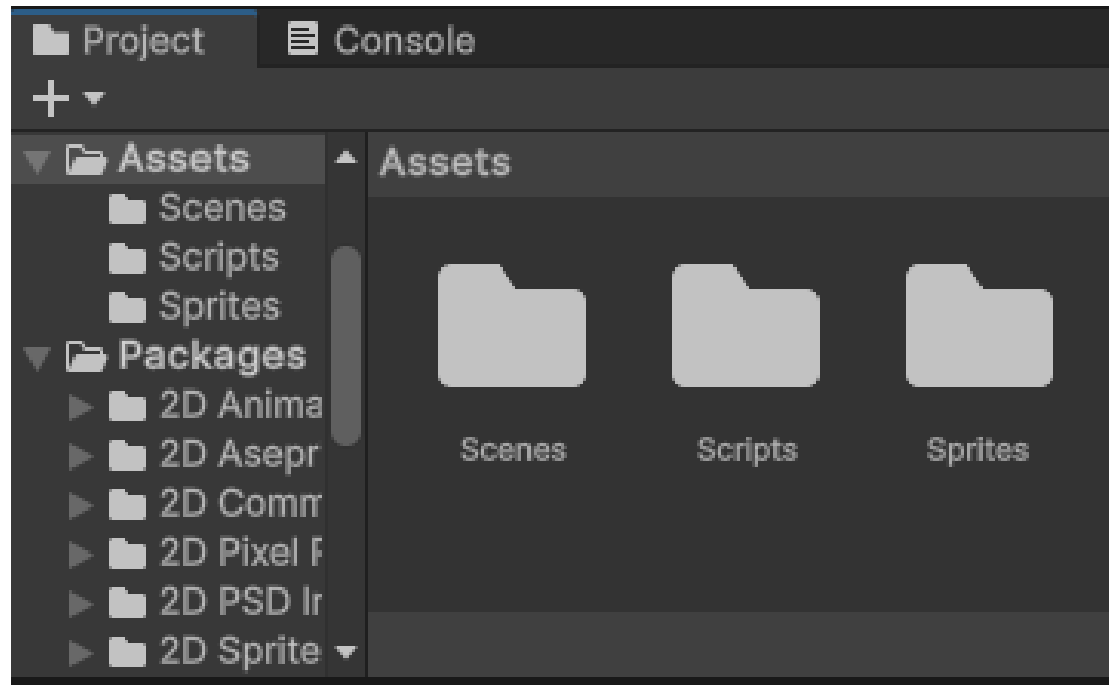 Project Console
Assets
Scenes
Scripts
Sprites
Packages
2D Anima
2D Asepr
2D Comm
2D Pixel
2D PSD
2D Sprite
Assets
Scenes Scripts Sprites